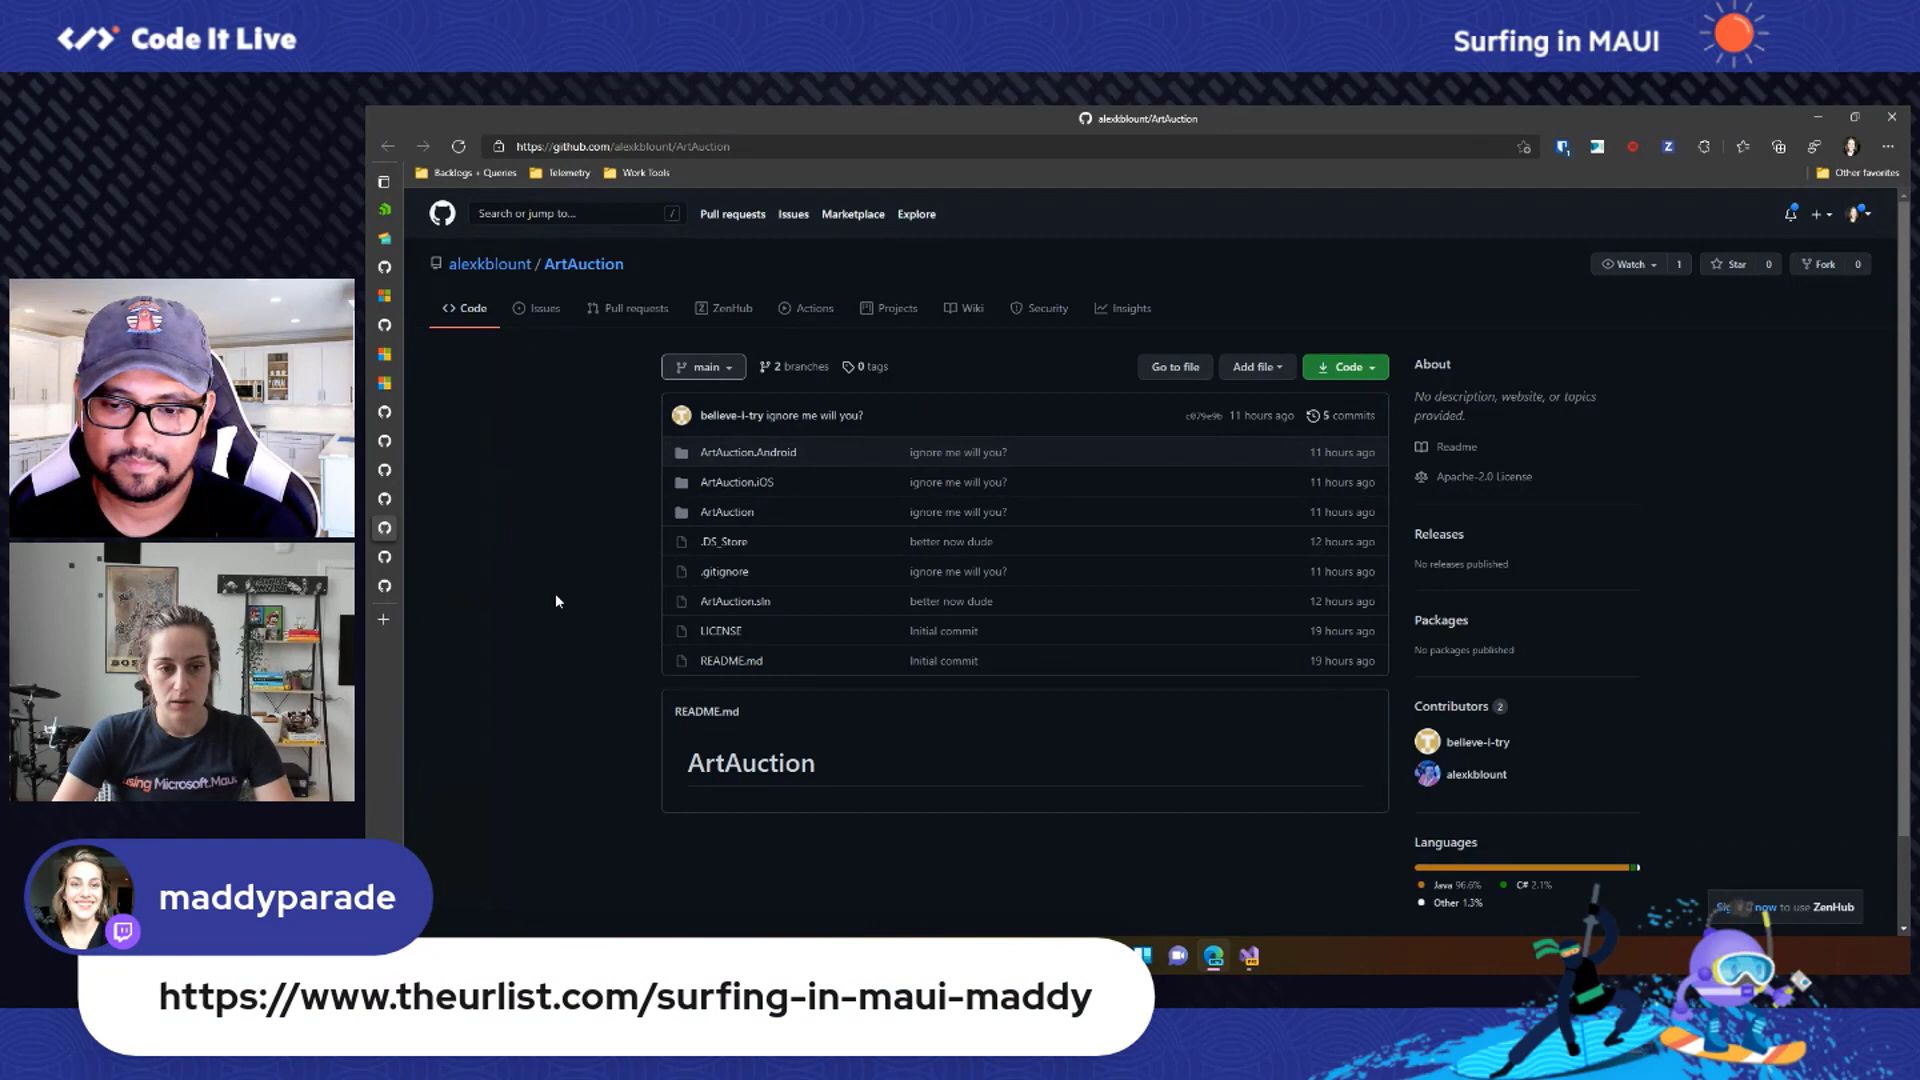 Code It Live
Surfing in MAUI
alexkblount/ArtAuction
https://github.com/alexkblount/ArtAuction
Backlogs + Queries
Telemetry
Work Tools
Other favorites
Search or jump to...
/
Pull requests
Issues
Marketplace
Explore
alexkblount / ArtAuction
Watch
1
Star
0
Fork
0
Code
Issues
Pull requests
ZenHub
Actions
Projects
Wiki
Security
Insights
main
2 branches
0 tags
Go to file
Add file
Code
About
No description, website, or topics
provided.
Readme
Apache-2.0 License
believe-i-try ignore me will you?
c079e9b 11 hours ago
5 commits
ArtAuction.Android
ignore me will you?
11 hours ago
ArtAuction.iOS
ignore me will you?
11 hours ago
ArtAuction
ignore me will you?
11 hours ago
.DS_Store
better now dude
12 hours ago
.gitignore
ignore me will you?
11 hours ago
ArtAuction.sln
better now dude
12 hours ago
LICENSE
Initial commit
19 hours ago
README.md
Initial commit
19 hours ago
Releases
No releases published
Packages
No packages published
README.md
ArtAuction
Contributors 2
believe-i-try
alexkblount
Languages
Java 96.6%
C# 2.1%
Other 1.3%
now to use ZenHub
using Microsoft.Maui
maddyparade
https://www.theurlist.com/surfing-in-maui-maddy